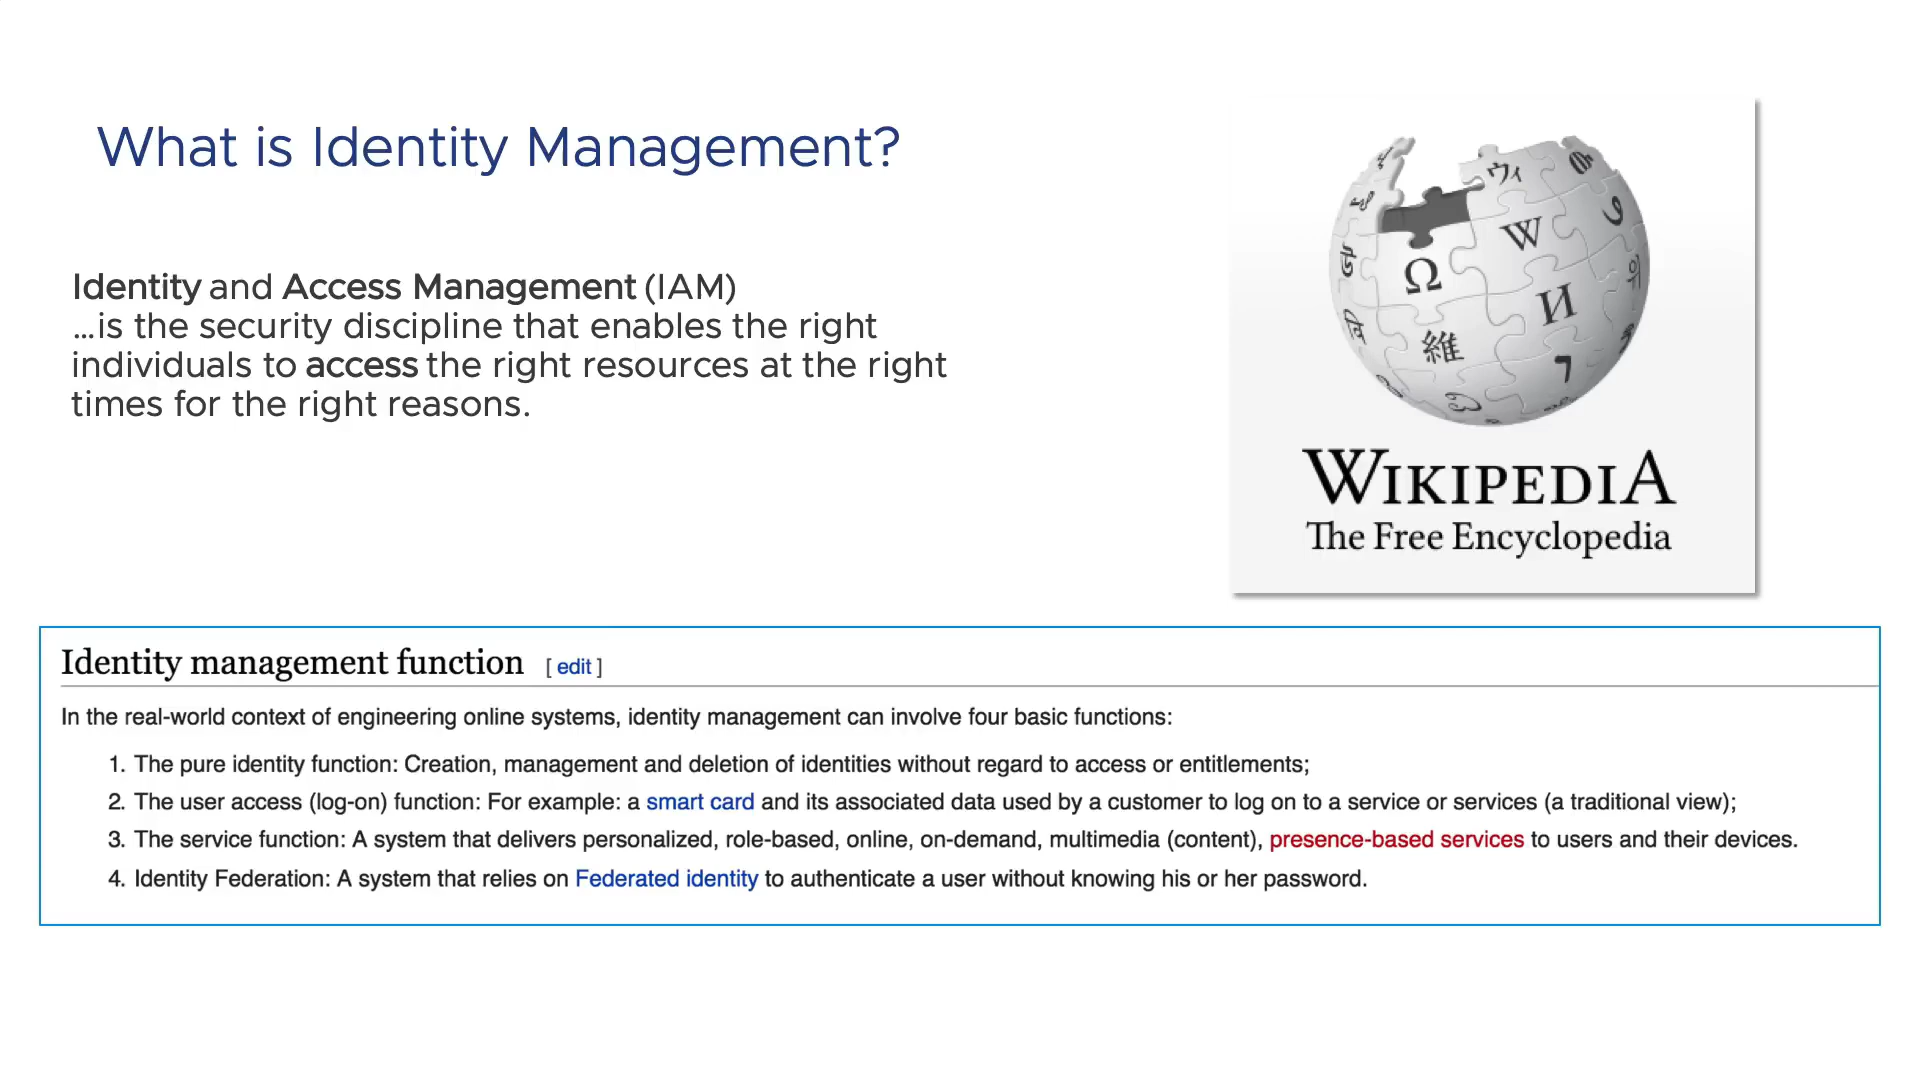 What is Identity Management?
Identity and Access Management (IAM)
...is the security discipline that enables the right
individuals to access the right resources at the right
times for the right reasons.
Ω
W
И
維
ウィ
7
WIKIPEDIA
The Free Encyclopedia
Identity management function [ edit ]
In the real-world context of engineering online systems, identity management can involve four basic functions:
1. The pure identity function: Creation, management and deletion of identities without regard to access or entitlements;
2. The user access (log-on) function: For example: a smart card and its associated data used by a customer to log on to a service or services (a traditional view);
3. The service function: A system that delivers personalized, role-based, online, on-demand, multimedia (content), presence-based services to users and their devices.
4. Identity Federation: A system that relies on Federated identity to authenticate a user without knowing his or her password.